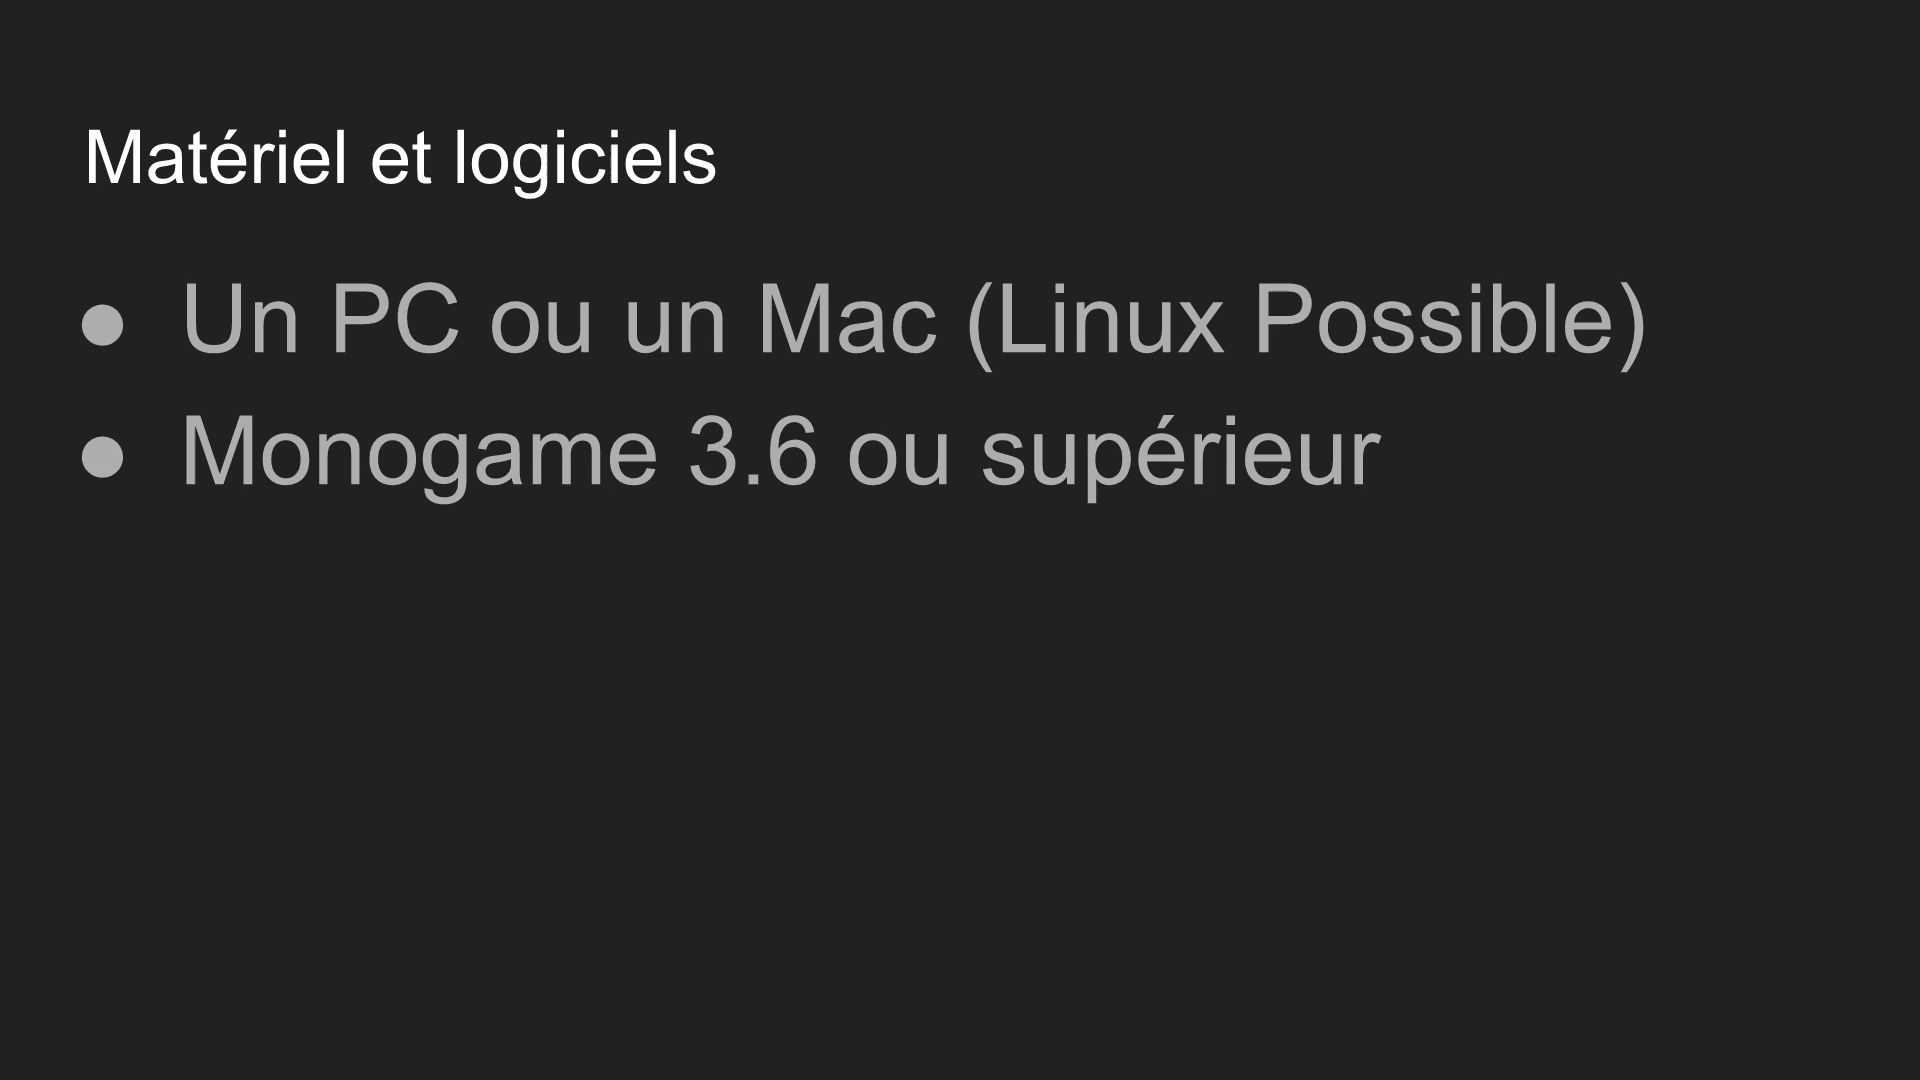 Matériel et logiciels
● Un PC ou un Mac (Linux Possible)
● Monogame 3.6 ou supérieur